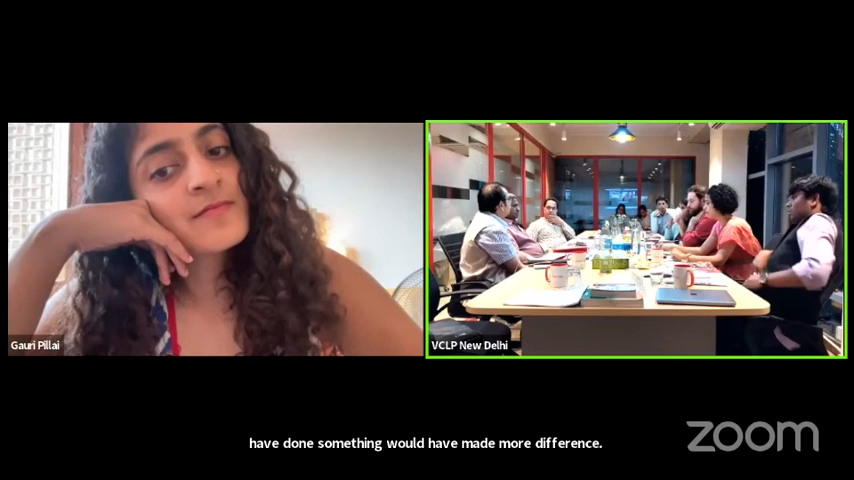 Gauri Pillai
VCLP New Delhi
have done something would have made more difference.
zoom